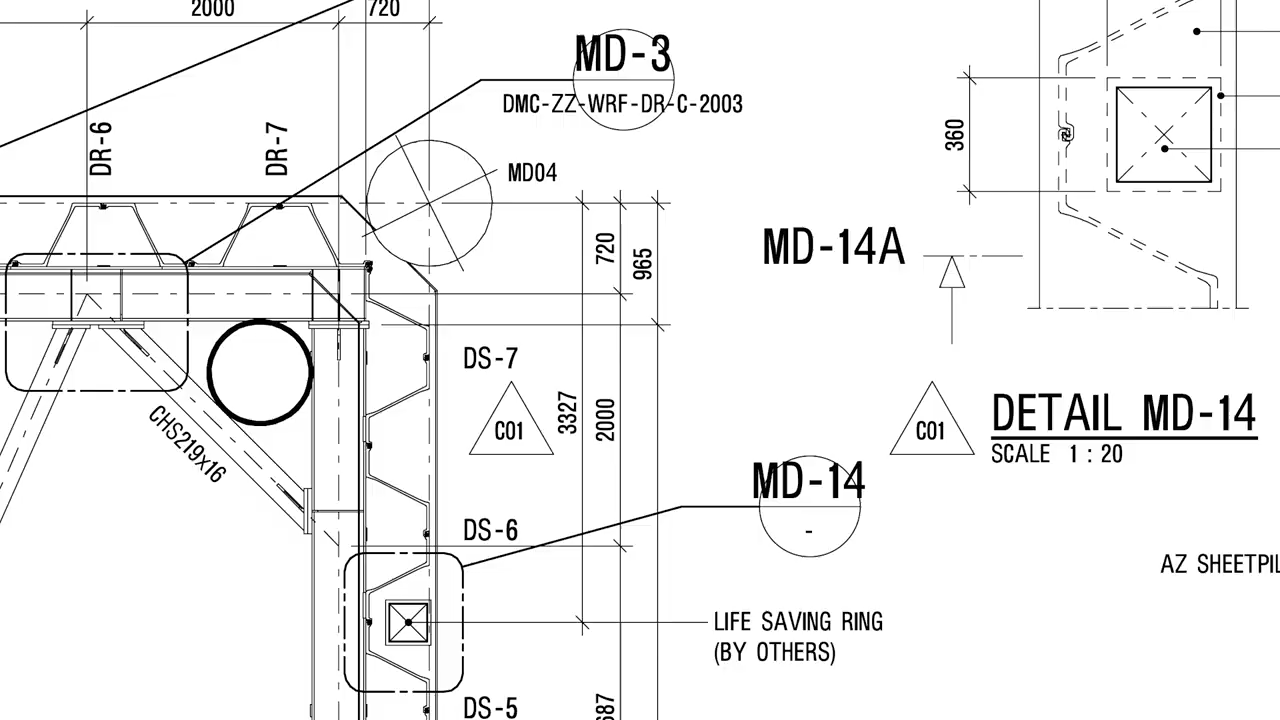 2000
720
MD-3
DMC-ZZ-WRF-DR-C-2003
DR-6
DR-7
MD04
360
MD-14A
720
965
DS-7
C01
3327
2000
CHS219x16
C01
DETAIL MD-14
SCALE 1 : 20
MD-14
-
DS-6
AZ SHEETPIL
LIFE SAVING RING
(BY OTHERS)
DS-5
687